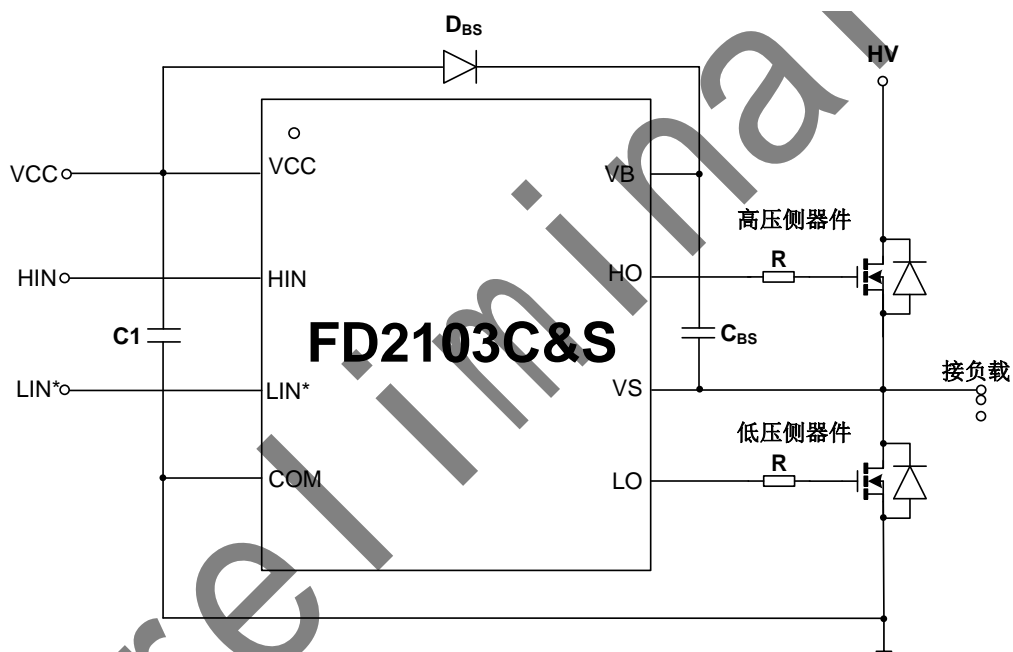 DBS
HV
VCC
VCC
VB
高压侧器件
HIN
HIN
HO
R
C1
FD2103C&S
CBS
LIN*
LIN*
VS
接负载
低压侧器件
COM
LO
R
reliminar